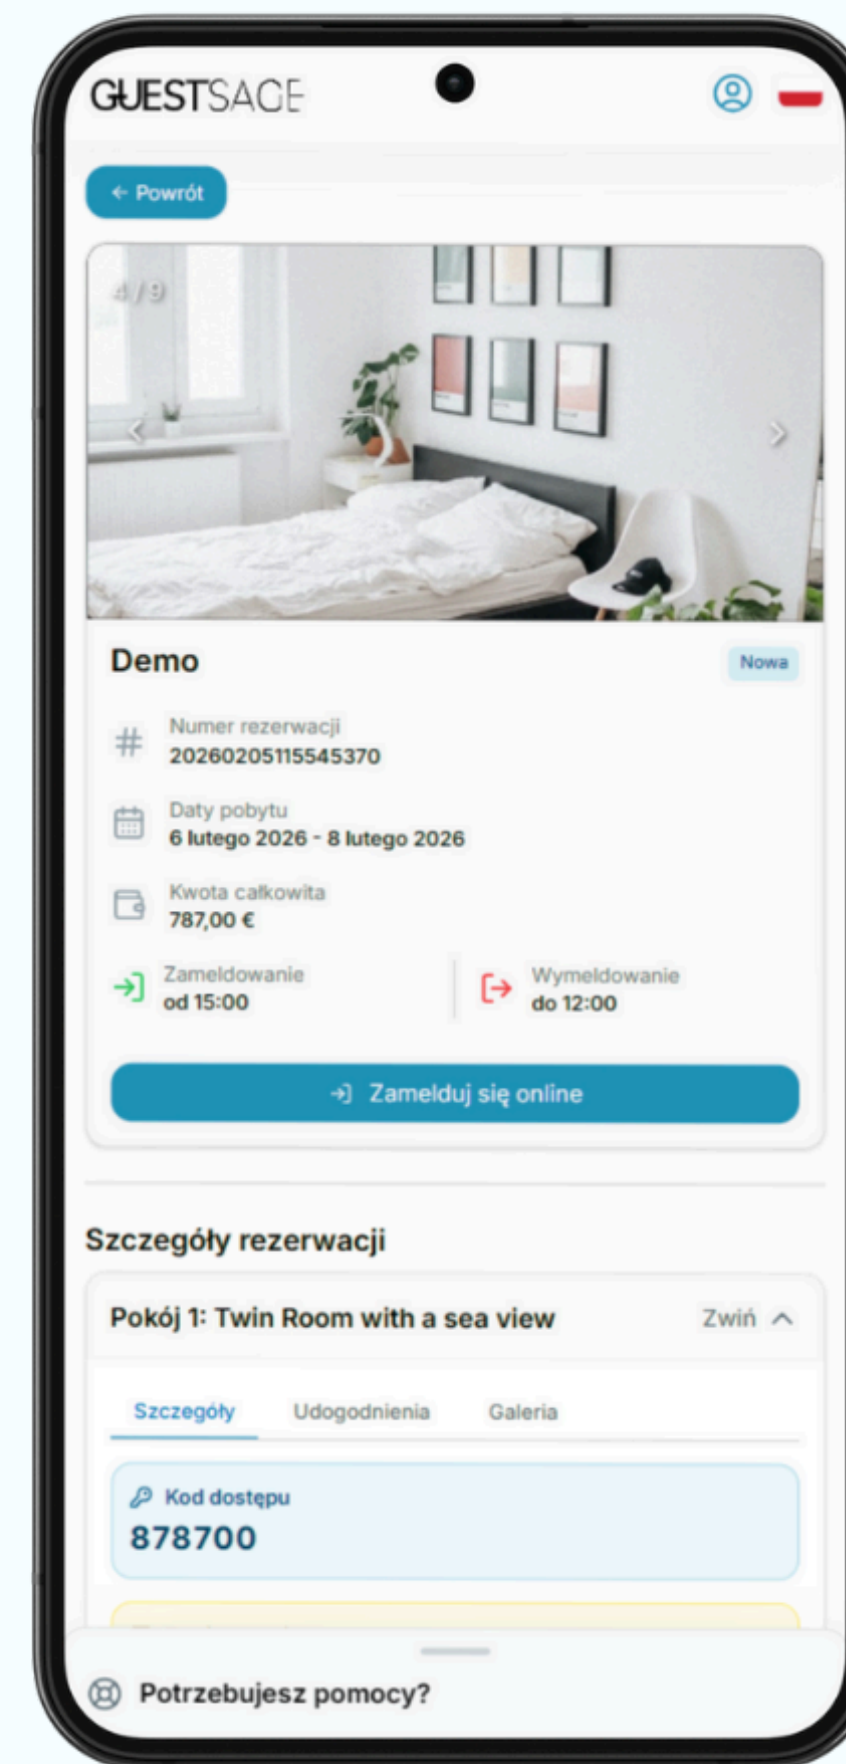 GUESTSAGE
← Powrót
4 / 9
Demo
Nowa
Numer rezerwacji
20260205115545370
Daty pobytu
6 lutego 2026 - 8 lutego 2026
Kwota całkowita
787,00 €
Zameldowanie
od 15:00
Wymeldowanie
do 12:00
Zamelduj się online
Szczegóły rezerwacji
Pokój 1: Twin Room with a sea view
Zwiń
Szczegóły
Udogodnienia
Galeria
Kod dostępu
878700
Potrzebujesz pomocy?